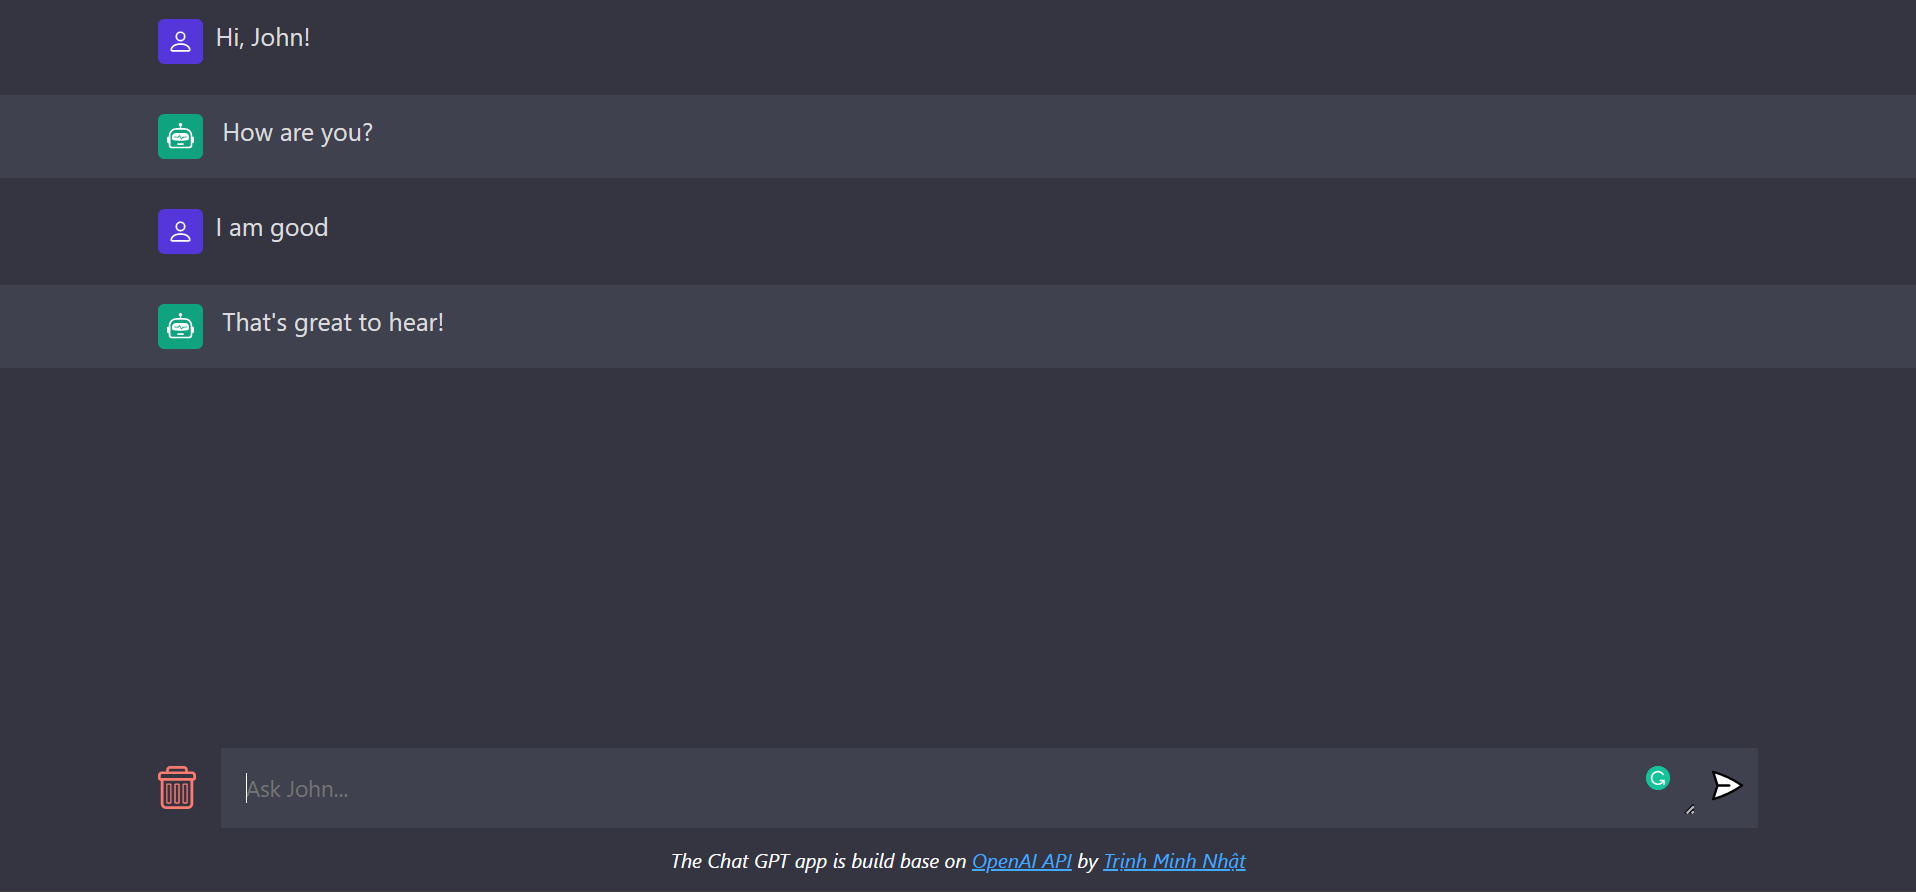 Hi, John!
How are you?
I am good
That's great to hear!
Ask John...
The Chat GPT app is build base on OpenAI API by Trịnh Minh Nhật